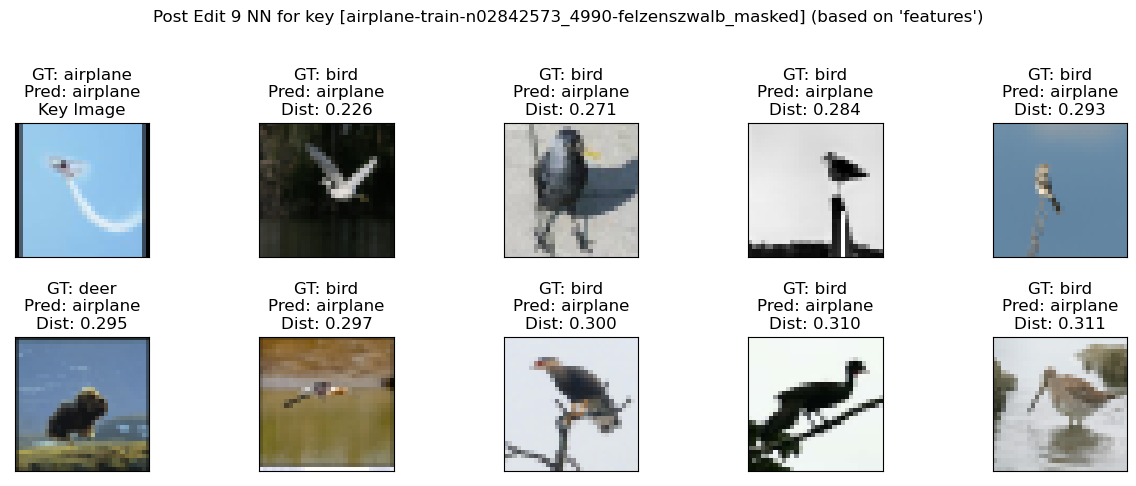 Post Edit 9 NN for key [airplane-train-n02842573_4990-felzenszwalb_masked] (based on 'features')
GT: airplane
Pred: airplane
Key Image
GT: bird
Pred: airplane
Dist: 0.226
GT: bird
Pred: airplane
Dist: 0.271
GT: bird
Pred: airplane
Dist: 0.284
GT: bird
Pred: airplane
Dist: 0.293
GT: deer
Pred: airplane
Dist: 0.295
GT: bird
Pred: airplane
Dist: 0.297
GT: bird
Pred: airplane
Dist: 0.300
GT: bird
Pred: airplane
Dist: 0.310
GT: bird
Pred: airplane
Dist: 0.311